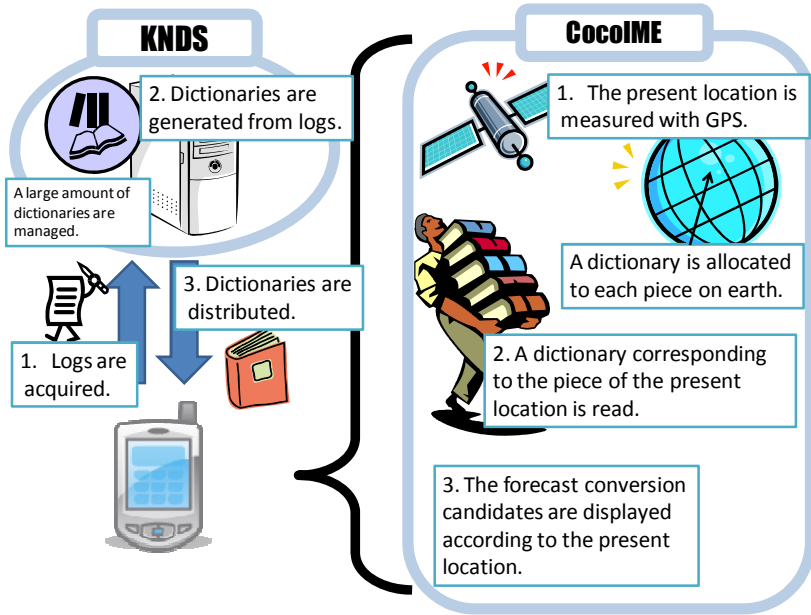 KNDS
2. Dictionaries are
generated from logs.
A large amount of
dictionaries are
managed.
3. Dictionaries are
distributed.
1. Logs are
acquired.
CocoIME
1. The present location is
measured with GPS.
A dictionary is allocated
to each piece on earth.
2. A dictionary corresponding
to the piece of the present
location is read.
3. The forecast conversion
candidates are displayed
according to the present
location.